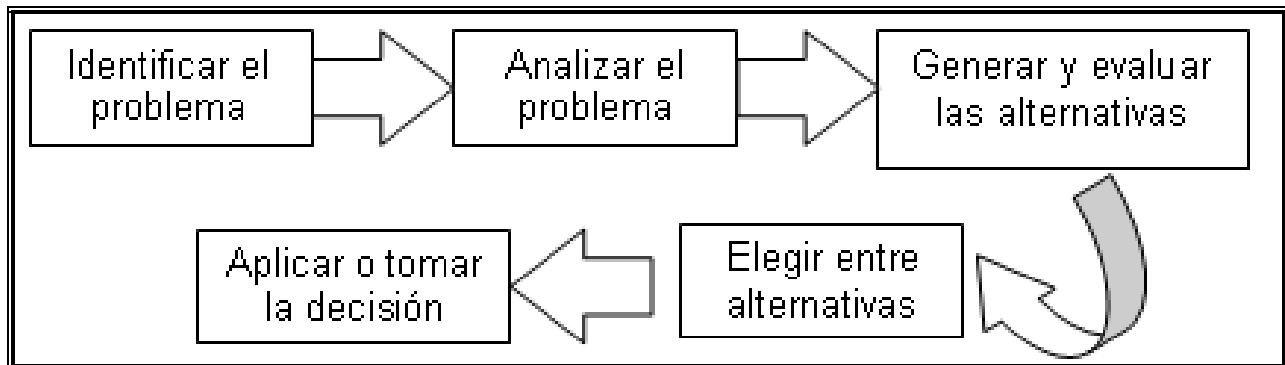 Identificar el
problema
Analizar el
problema
Generar y evaluar
las alternativas
Elegir entre
alternativas
Aplicar o tomar
la decisión